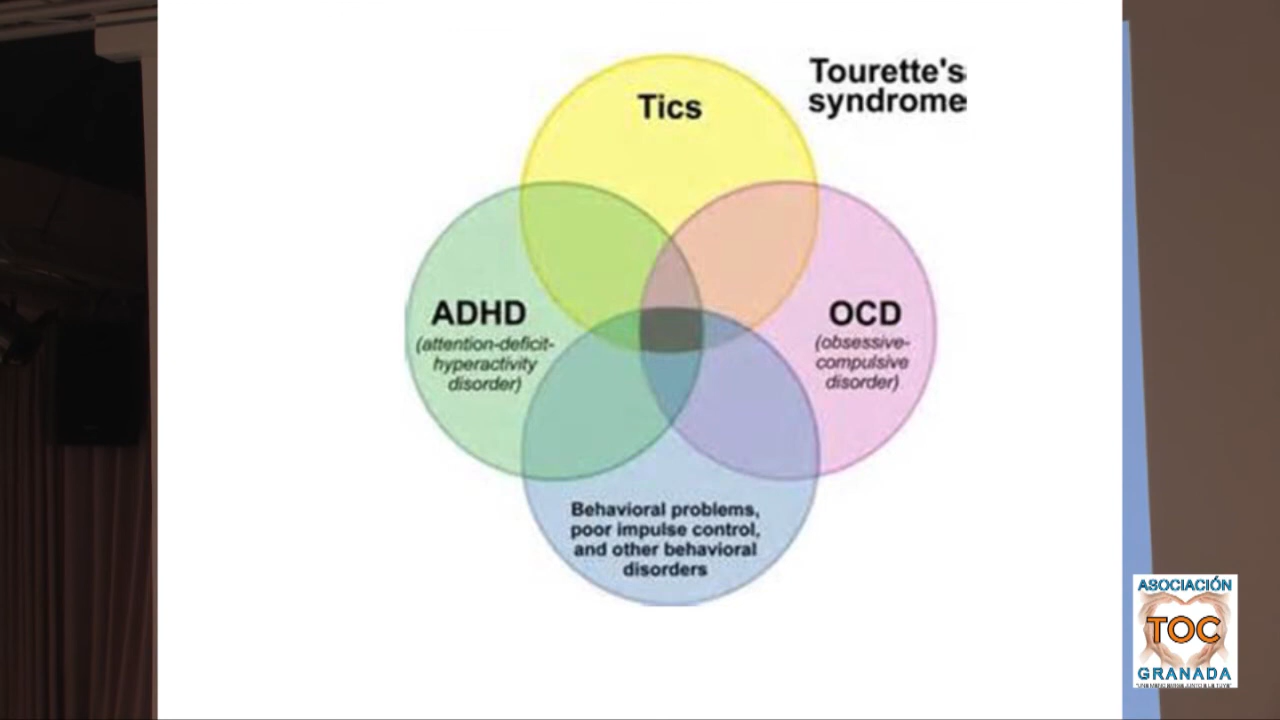 Tourette's
syndrome
Tics
ADHD
(attention-deficit-
hyperactivity
disorder)
OCD
(obsessive-
compulsive
disorder)
Behavioral problems,
poor impulse control,
and other behavioral
disorders
ASOCIACIÓN
TOC
GRANADA